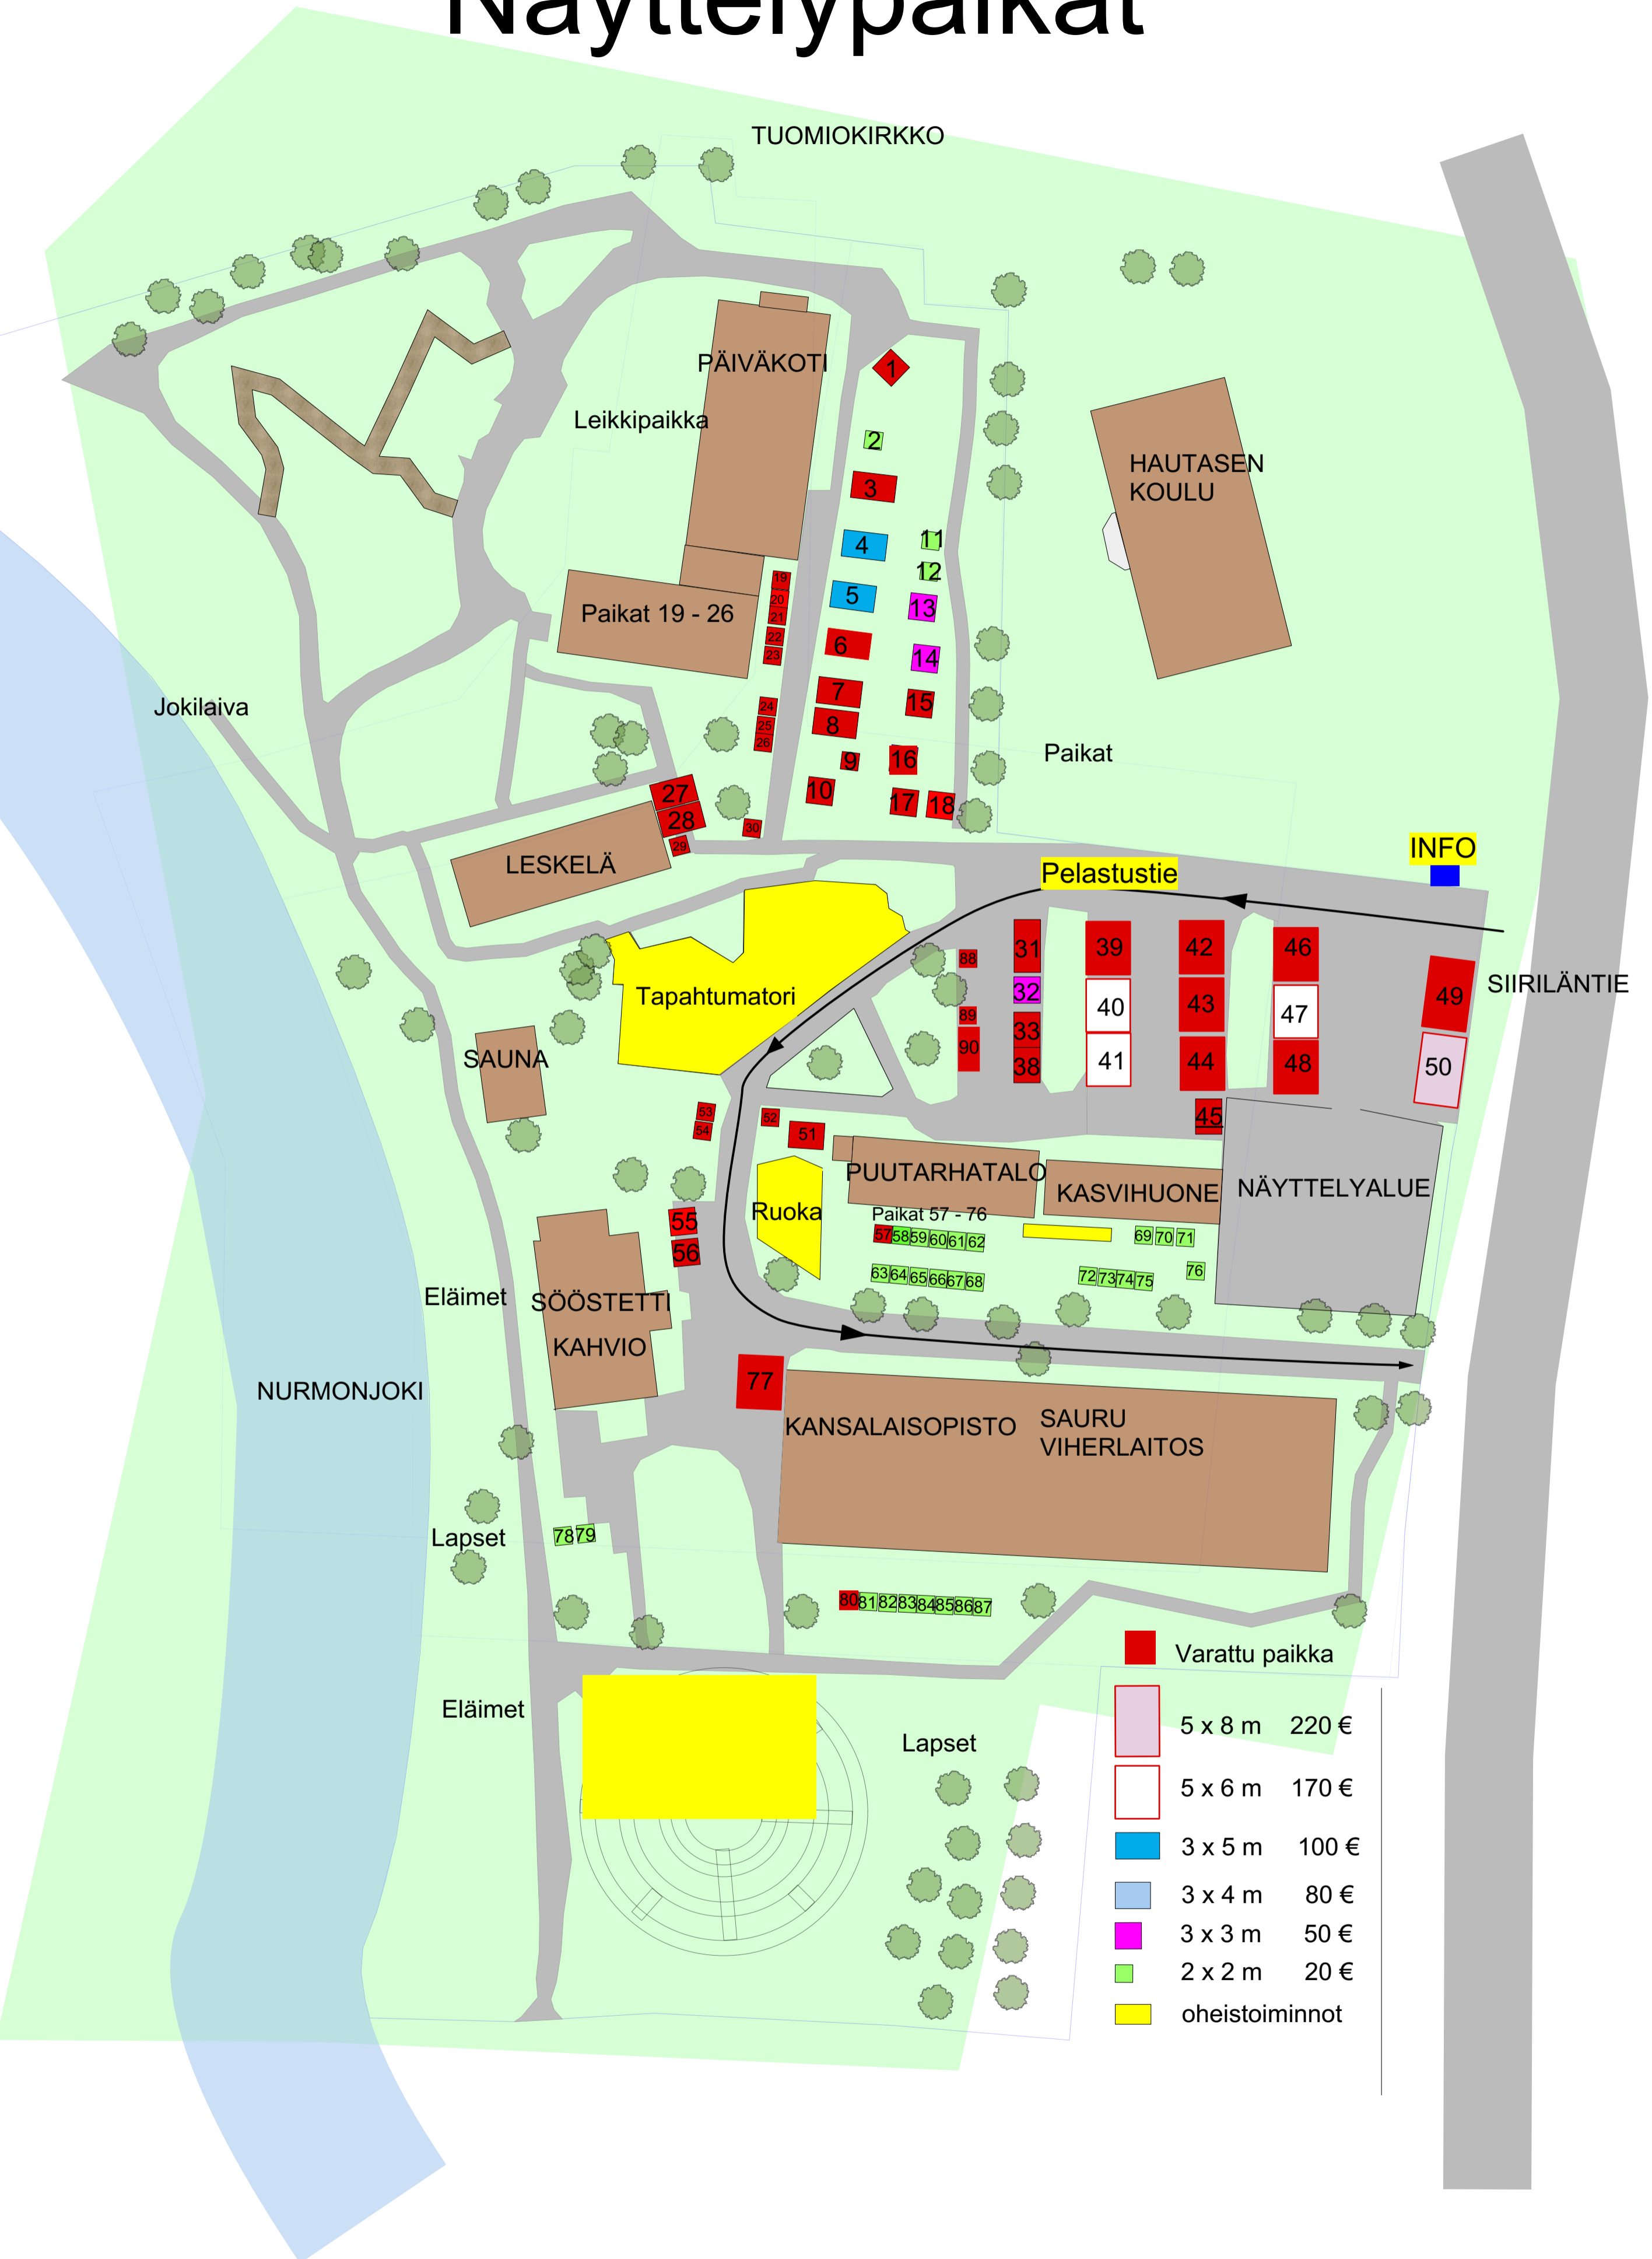 Näyttelypaikat
TUOMIOKIRKKO
PÄIVÄKOTI
1
Leikkipaikka
2
HAUTASEN
KOULU
3
4
11
12
5
13
19
20
21
22
23
Paikat 19 - 26
6
14
7
15
24
25
26
8
Jokilaiva
Paikat
9
16
10
17
18
27
28
29
30
LESKELÄ
INFO
Pelastustie
SIIRILÄNTIE
31
39
42
46
49
88
32
40
43
47
89
33
90
38
41
44
48
50
45
Tapahtumatori
SAUNA
53
54
52
51
PUUTARHATALO
KASVIHUONE
NÄYTTELYALUE
Ruoka
Paikat 57 - 76
55
56
57
58
59
60
61
62
69
70
71
63
64
65
66
67
68
72
73
74
75
76
Eläimet
SÖÖSTETTI
KAHVIO
NURMONJOKI
77
KANSALAISOPISTO
SAURU
VIHERLAITOS
Lapset
78
79
80
81
82
83
84
85
86
87
Eläimet
Lapset
Varattu paikka
5 x 8 m 220 €
5 x 6 m 170 €
3 x 5 m 100 €
3 x 4 m 80 €
3 x 3 m 50 €
2 x 2 m 20 €
oheistoiminnot